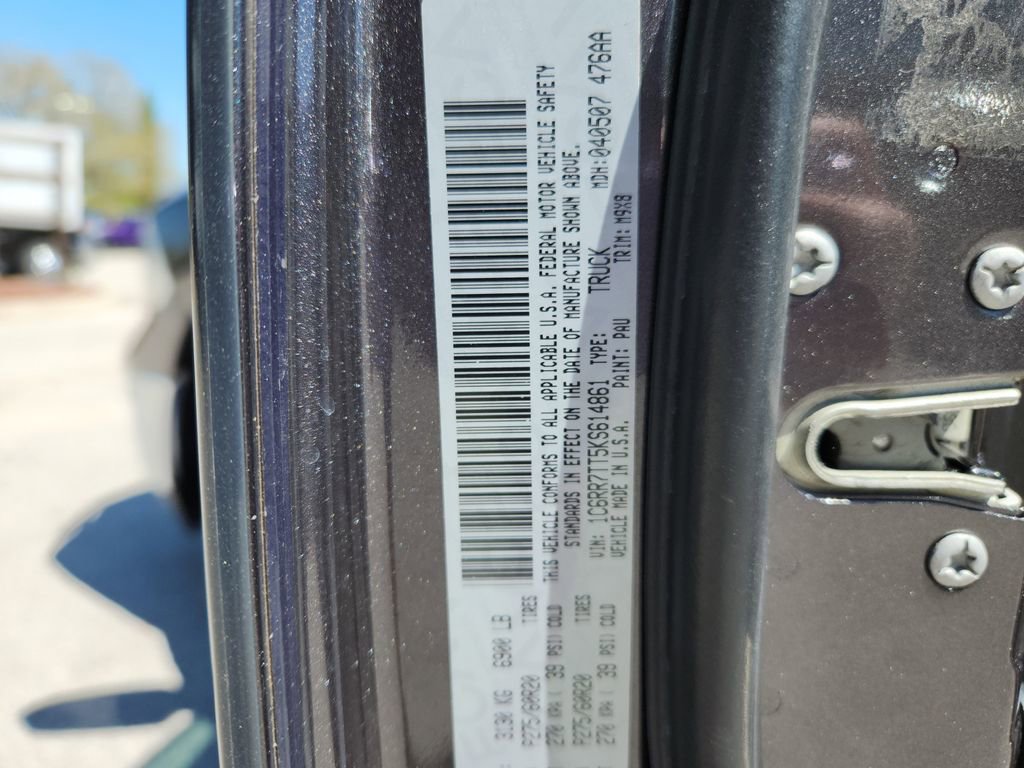 3130 KG 6900 LB
P275/60R20 TIRES
270 KPA ( 39 PSI) COLD
P275/60R20 TIRES
270 KPA ( 39 PSI) COLD
THIS VEHICLE CONFORMS TO ALL APPLICABLE U.S.A. FEDERAL MOTOR VEHICLE SAFETY
STANDARDS IN EFFECT ON THE DATE OF MANUFACTURE SHOWN ABOVE.
VIN: 1C6RR7TT5KS614861 TYPE: TRUCK MDH:040507 476AA
VEHICLE MADE IN U.S.A. PAINT: PAU TRIM: M9X8